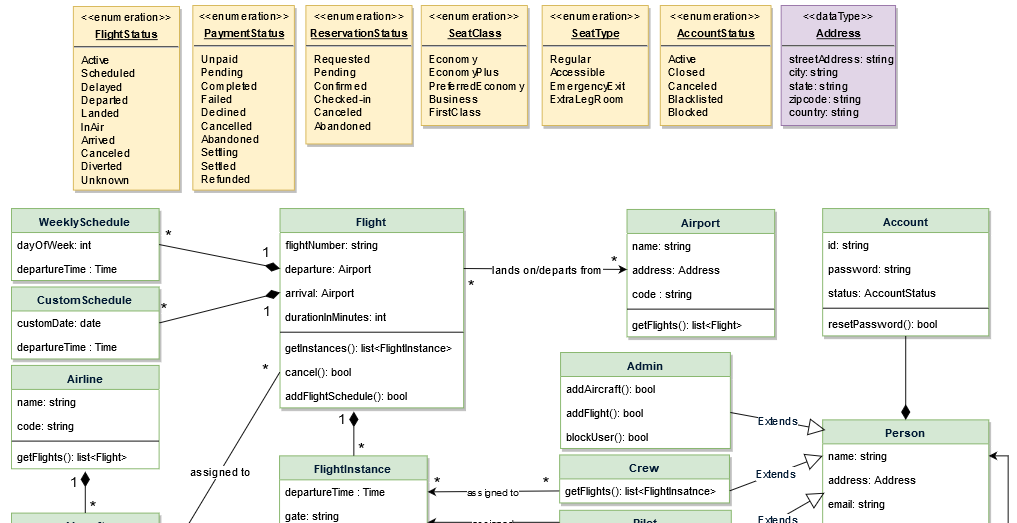 <<enumeration>>
FlightStatus
Active
Scheduled
Delayed
Departed
Landed
InAir
Arrived
Canceled
Diverted
Unknown
<<enumeration>>
PaymentStatus
Unpaid
Pending
Completed
Failed
Declined
Cancelled
Abandoned
Settling
Settled
Refunded
<<enumeration>>
ReservationStatus
Requested
Pending
Confirmed
Checked-in
Canceled
Abandoned
<<enumeration>>
SeatClass
Economy
EconomyPlus
PreferredEconomy
Business
FirstClass
<<enumeration>>
SeatType
Regular
Accessible
EmergencyExit
ExtraLegRoom
<<enumeration>>
AccountStatus
Active
Closed
Canceled
Blacklisted
Blocked
<<dataType>>
Address
streetAddress: string
city: string
state: string
zipcode: string
country: string
WeeklySchedule
dayOfWeek: int
departureTime : Time
*
1
CustomSchedule
customDate: date
departureTime : Time
*
1
Airline
name: string
code: string
getFlights(): list<Flight>
1
*
Flight
flightNumber: string
departure: Airport
arrival: Airport
durationInMinutes: int
getInstances(): list<FlightInstance>
cancel(): bool
addFlightSchedule(): bool
*
assigned to
1
*
lands on/departs from
*
*
Airport
name: string
address: Address
code : string
getFlights(): list<Flight>
Account
id: string
password: string
status: AccountStatus
resetPassword(): bool
Admin
addAircraft(): bool
addFlight(): bool
blockUser(): bool
Extends
Person
name: string
address: Address
email: string
FlightInstance
departureTime : Time
gate: string
*
assigned to
*
Crew
getFlights(): list<FlightInsatnce>
Extends
Pilot
Extends